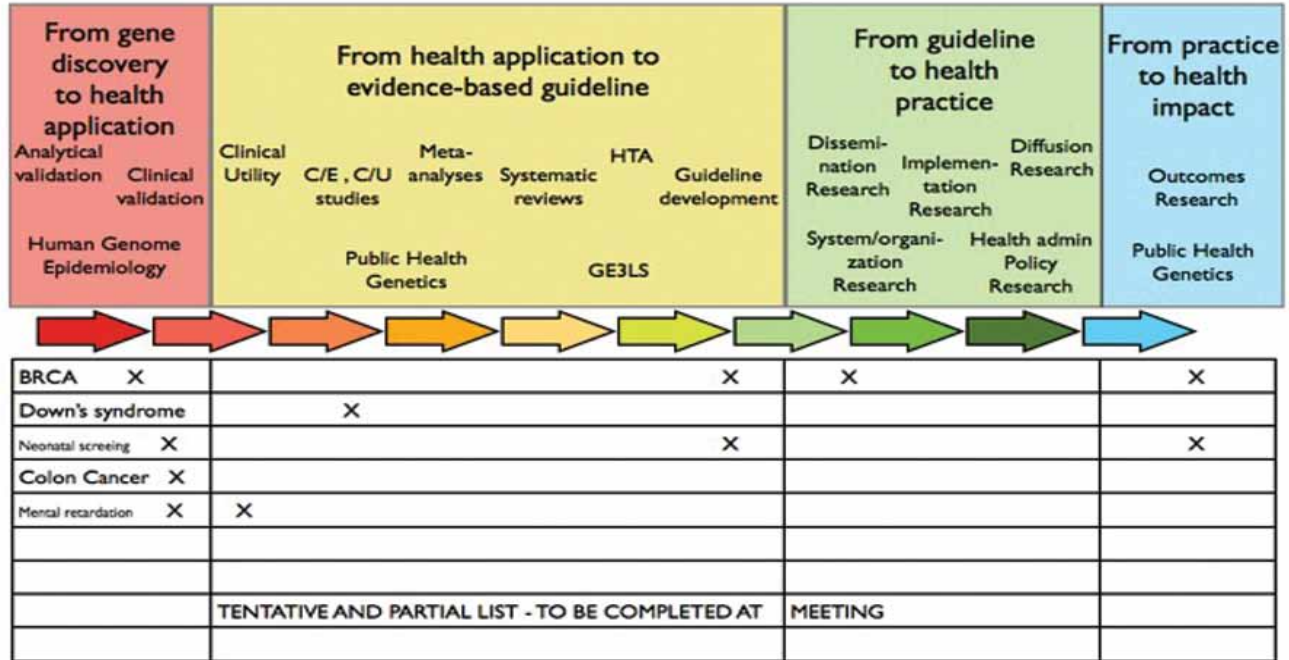 From gene
discovery
to health
application
Analytical
validation
Clinical
validation
Human Genome
Epidemiology
From health application to
evidence-based guideline
Clinical
Utility
C/E , C/U
studies
Meta-
analyses
Systematic
reviews
HTA
Guideline
development
Public Health
Genetics
GE3LS
From guideline
to health
practice
Dissemi-
nation
Research
Implemen-
tation
Research
Diffusion
Research
System/organi-
zation
Research
Health admin
Policy
Research
From practice
to health
impact
Outcomes
Research
Public Health
Genetics
BRCA X X X X
Down's syndrome X
Neonatal screeing X X X
Colon Cancer X
Mental retardation X X
TENTATIVE AND PARTIAL LIST - TO BE COMPLETED AT MEETING